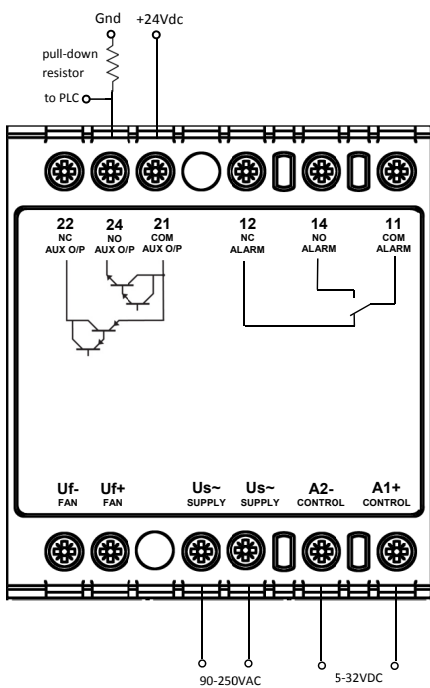 Gnd +24Vdc
pull-down
resistor
to PLC
22 24 21 12 14 11
NC NO COM NC NO COM
AUX O/P AUX O/P AUX O/P ALARM ALARM ALARM
Uf- Uf+ Us~ Us~ A2- A1+
FAN FAN SUPPLY SUPPLY CONTROL CONTROL
90-250VAC 5-32VDC